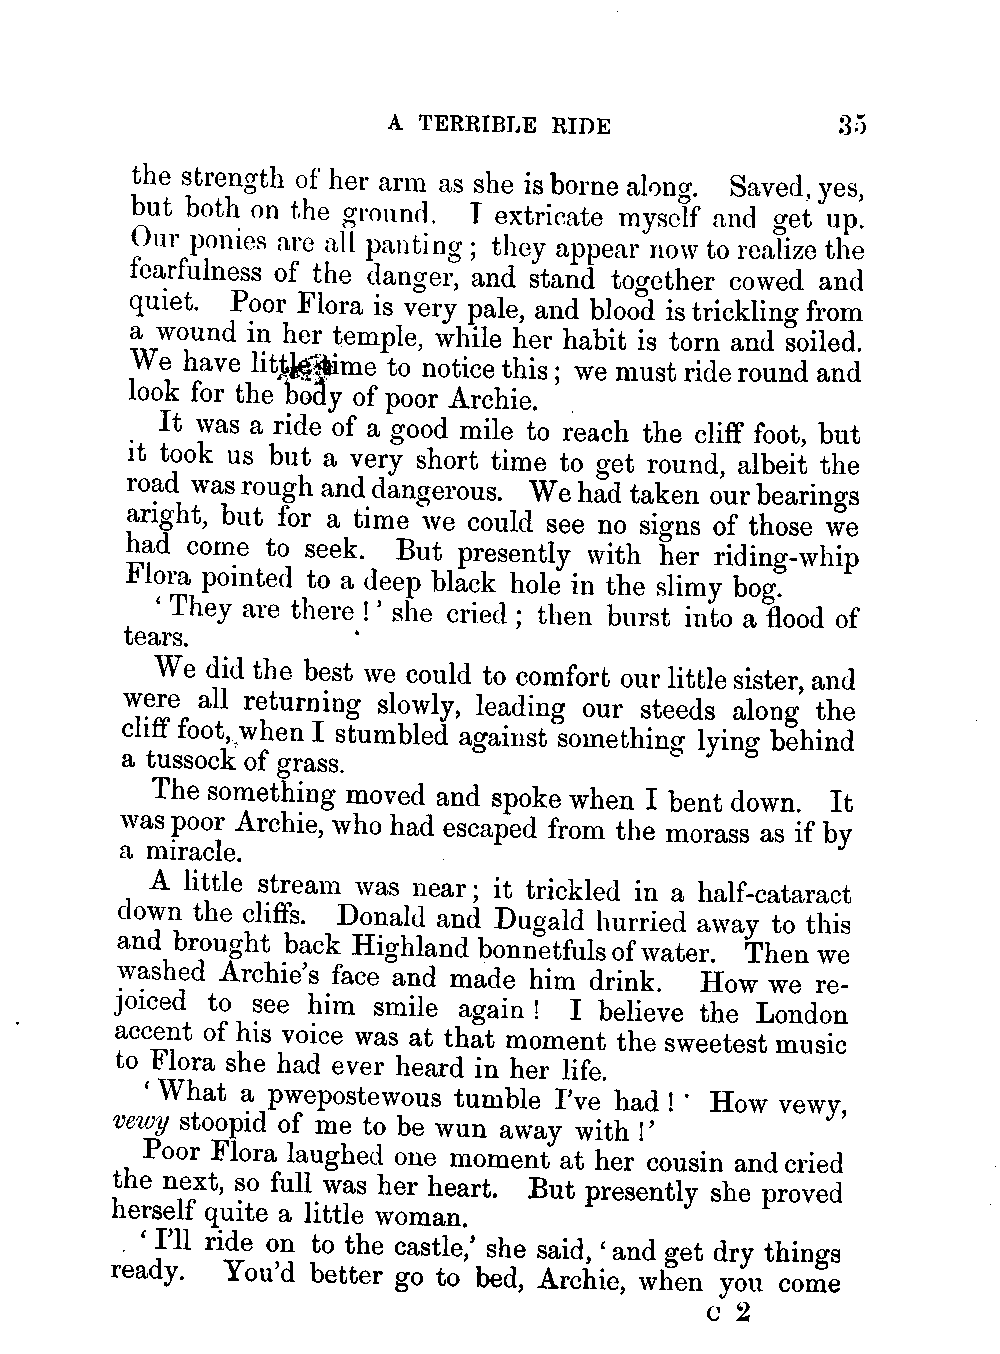 A TERRIBLE RIDE 35
the strength of her arm as she is borne along. Saved, yes,
but both on the ground. I extricate myself and get up.
Our ponies are all panting ; they appear now to realize the
fearfulness of the danger, and stand together cowed and
quiet. Poor Flora is very pale, and blood is trickling from
a wound in her temple, while her habit is torn and soiled.
We have little time to notice this ; we must ride round and
look for the body of poor Archie.
It was a ride of a good mile to reach the cliff foot, but
it took us but a very short time to get round, albeit the
road was rough and dangerous. We had taken our bearings
aright, but for a time we could see no signs of those we
had come to seek. But presently with her riding-whip
Flora pointed to a deep black hole in the slimy bog.
‘ They are there ! ’ she cried ; then burst into a flood of
tears.
We did the best we could to comfort our little sister, and
were all returning slowly, leading our steeds along the
cliff foot, when I stumbled against something lying behind
a tussock of grass.
The something moved and spoke when I bent down. It
was poor Archie, who had escaped from the morass as if by
a miracle.
A little stream was near ; it trickled in a half-cataract
down the cliffs. Donald and Dugald hurried away to this
and brought back Highland bonnetfuls of water. Then we
washed Archie’s face and made him drink. How we re-
joiced to see him smile again ! I believe the London
accent of his voice was at that moment the sweetest music
to Flora she had ever heard in her life.
‘ What a pwepostewous tumble I’ve had ! ’ How vewy,
vewy stoopid of me to be wun away with ! ’
Poor Flora laughed one moment at her cousin and cried
the next, so full was her heart. But presently she proved
herself quite a little woman.
‘ I’ll ride on to the castle,’ she said, ‘ and get dry things
ready. You’d better go to bed, Archie, when you come
C 2